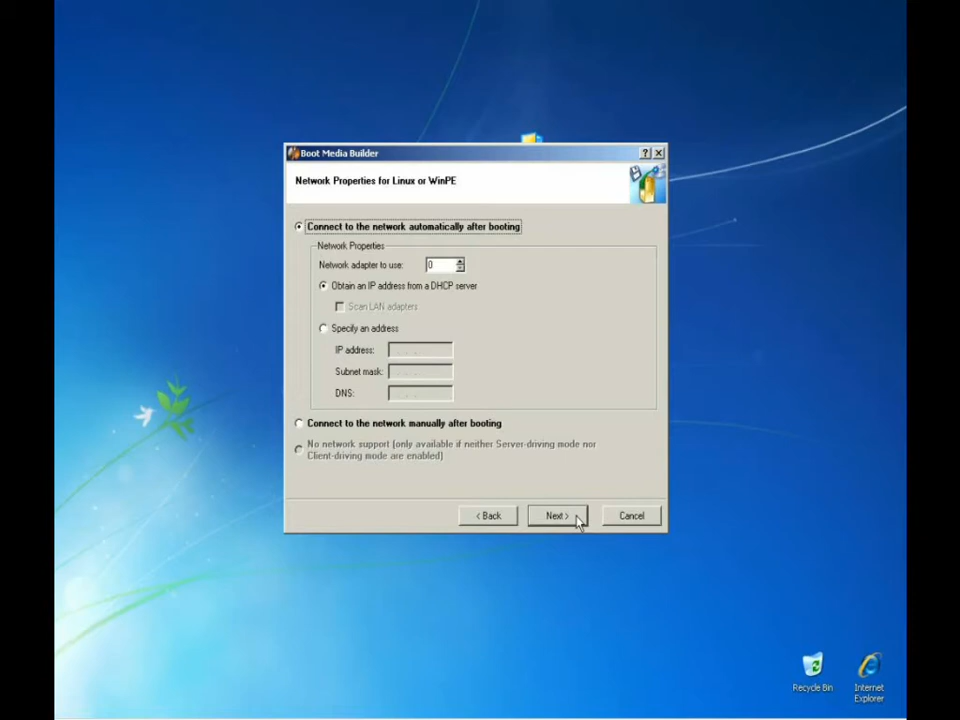 Boot Media Builder
Network Properties for Linux or WinPE
Connect to the network automatically after booting
Network Properties
Network adapter to use: 0
Obtain an IP address from a DHCP server
Scan LAN adapters
Specify an address
IP address:
Subnet mask:
DNS:
Connect to the network manually after booting
No network support (only available if neither Server-driving mode nor
Client-driving mode are enabled)
< Back Next > Cancel
Recycle Bin
Internet
Explorer